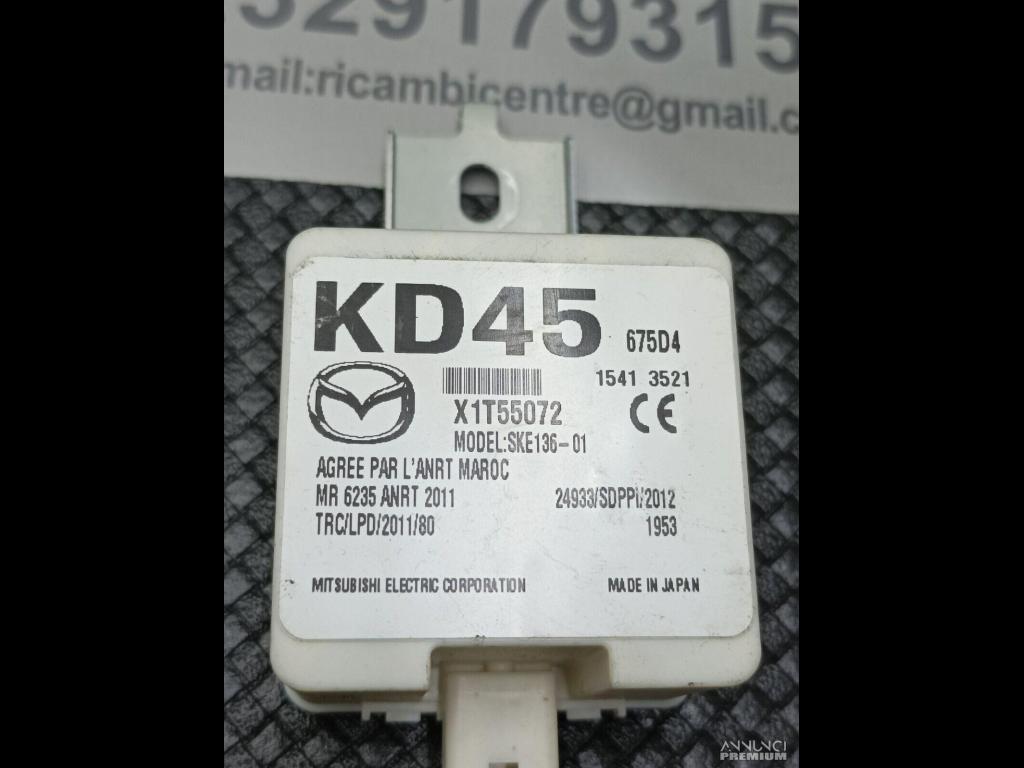 329179315
mail:ricambicentre@gmail.c
KD45
675D4
1541 3521
X1T55072
CE
MODEL:SKE136-01
AGREE PAR L'ANRT MAROC
MR 6235 ANRT 2011
24933/SDPPI/2012
TRC/LPD/2011/80
1953
MITSUBISHI ELECTRIC CORPORATION
MADE IN JAPAN
ANNUNCI
PREMIUM